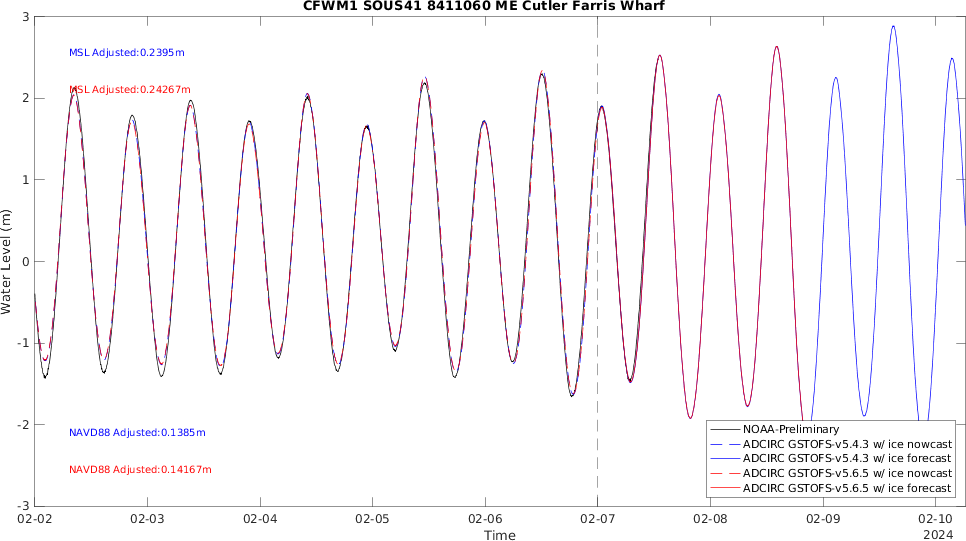 CFWM1 SOUS41 8411060 ME Cutler Farris Wharf
3
MSL Adjusted:0.2395m
MSL Adjusted:0.24267m
2
1
Water Level (m)
0
-1
-2
NAVD88 Adjusted:0.1385m
NAVD88 Adjusted:0.14167m
NOAA-Preliminary
ADCIRC GSTOFS-v5.4.3 w/ ice nowcast
ADCIRC GSTOFS-v5.4.3 w/ ice forecast
ADCIRC GSTOFS-v5.6.5 w/ ice nowcast
ADCIRC GSTOFS-v5.6.5 w/ ice forecast
-3
02-02 02-03 02-04 02-05 02-06 02-07 02-08 02-09 02-10
Time
2024